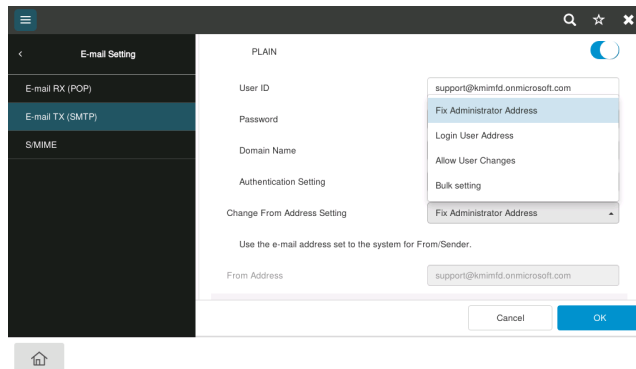 E-mail Setting
PLAIN
E-mail RX (POP)
User ID
support@kmimfd.onmicrosoft.com
E-mail TX (SMTP)
Password
Fix Administrator Address
Login User Address
S/MIME
Domain Name
Allow User Changes
Authentication Setting
Bulk setting
Change From Address Setting
Fix Administrator Address
Use the e-mail address set to the system for From/Sender.
From Address
support@kmimfd.onmicrosoft.com
Cancel
OK